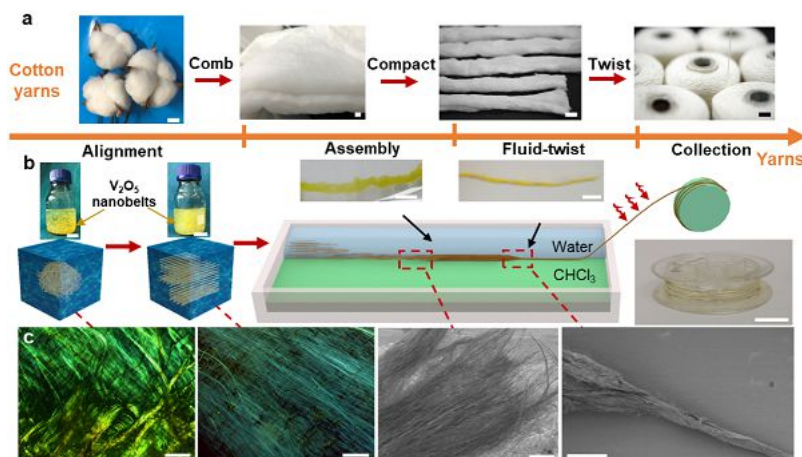 a
Cotton
yarns
Comb
Compact
Twist
Yarns
b
Alignment
Assembly
Fluid-twist
Collection
V₂O₅
nanobelts
Water
CHCl₃
c